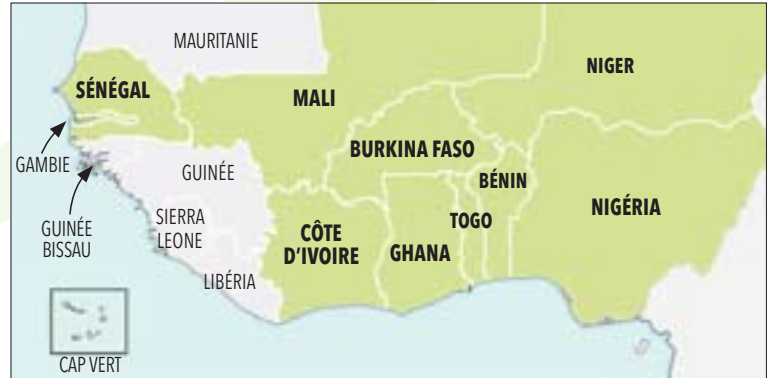 MAURITANIE
NIGER
SÉNÉGAL
MALI
BURKINA FASO
GAMBIE
GUINÉE
BÉNIN
NIGÉRIA
GUINÉE
BISSAU
SIERRA
LEONE
TOGO
CÔTE
D'IVOIRE
GHANA
LIBÉRIA
CAP VERT